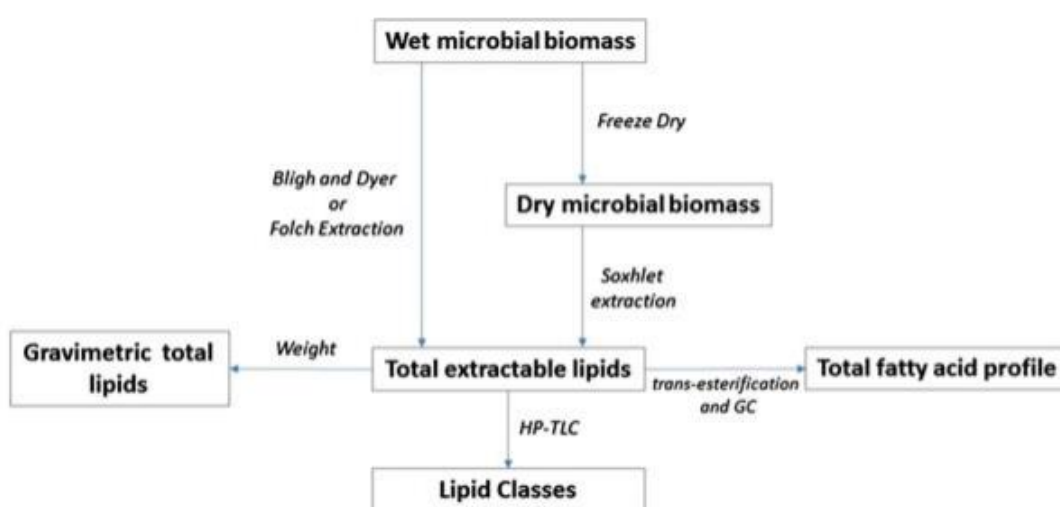 Wet microbial biomass
Freeze Dry
Bligh and Dyer
or
Folch Extraction
Dry microbial biomass
Soxhlet
extraction
Gravimetric total
lipids
Weight
Total extractable lipids
trans-esterification
and GC
Total fatty acid profile
HP-TLC
Lipid Classes